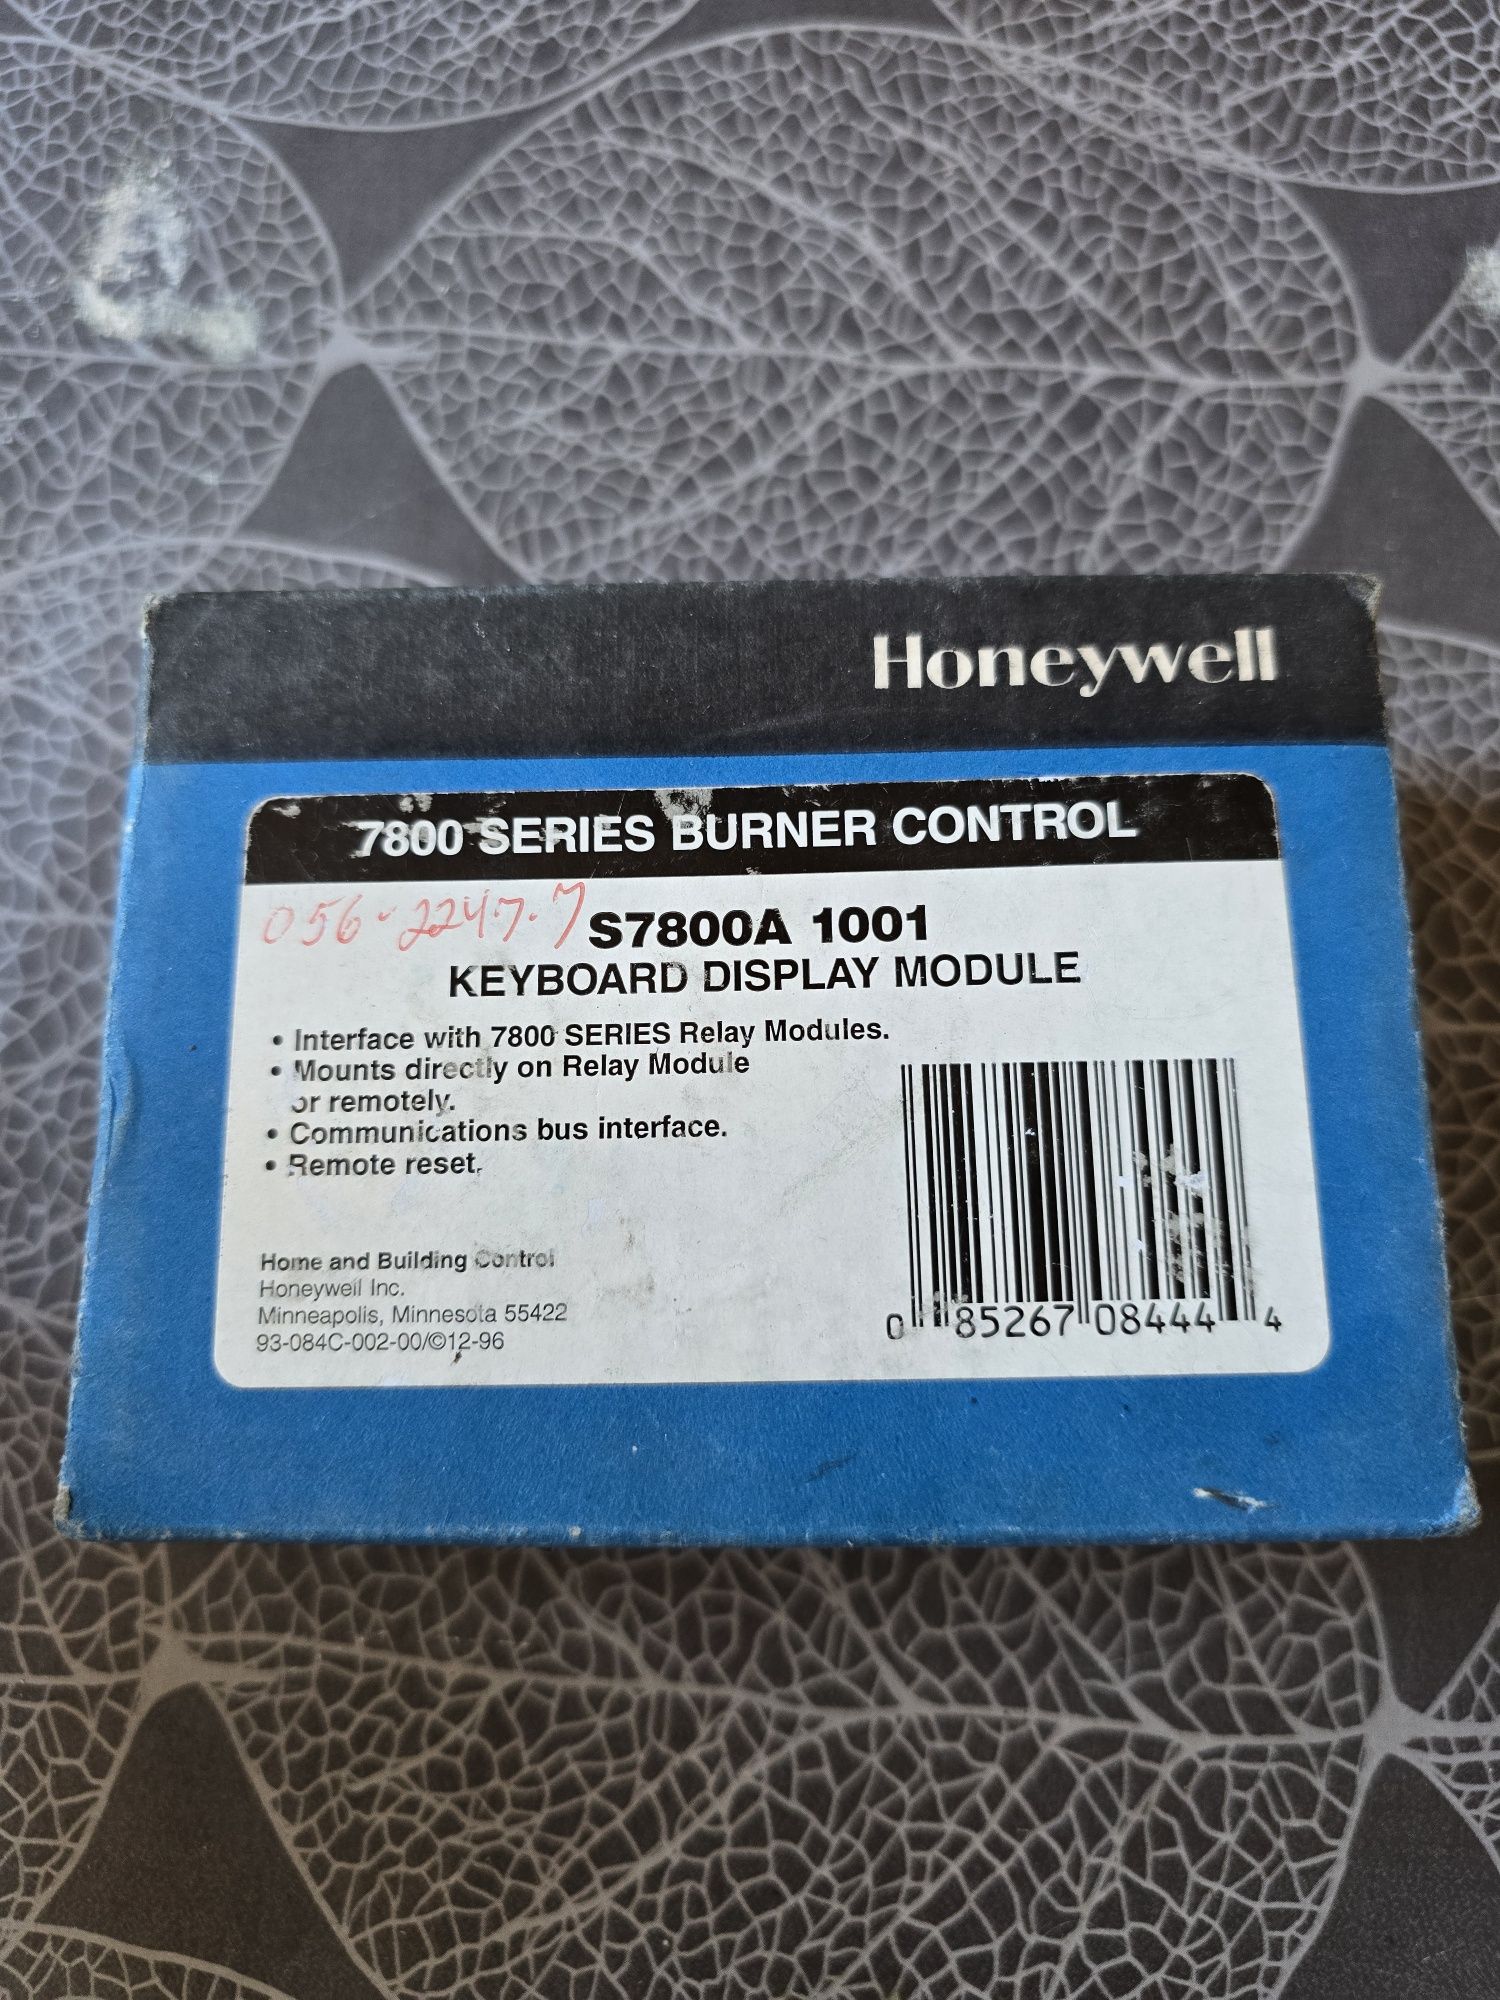 Honeywell
7800 SERIES BURNER CONTROL
056-2247.7
S7800A 1001
KEYBOARD DISPLAY MODULE
• Interface with 7800 SERIES Relay Modules.
• Mounts directly on Relay Module
or remotely.
• Communications bus interface.
• Remote reset.
Home and Building Control
Honeywell Inc.
Minneapolis, Minnesota 55422
93-084C-002-00/©12-96
0 85267 08444 4